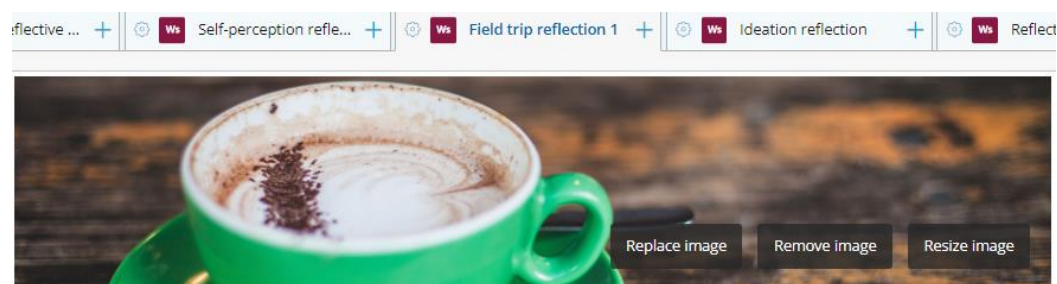 eflective ... + Ws Self-perception refle... + Ws Field trip reflection 1 + Ws Ideation reflection + Ws Reflect
Replace image Remove image Resize image